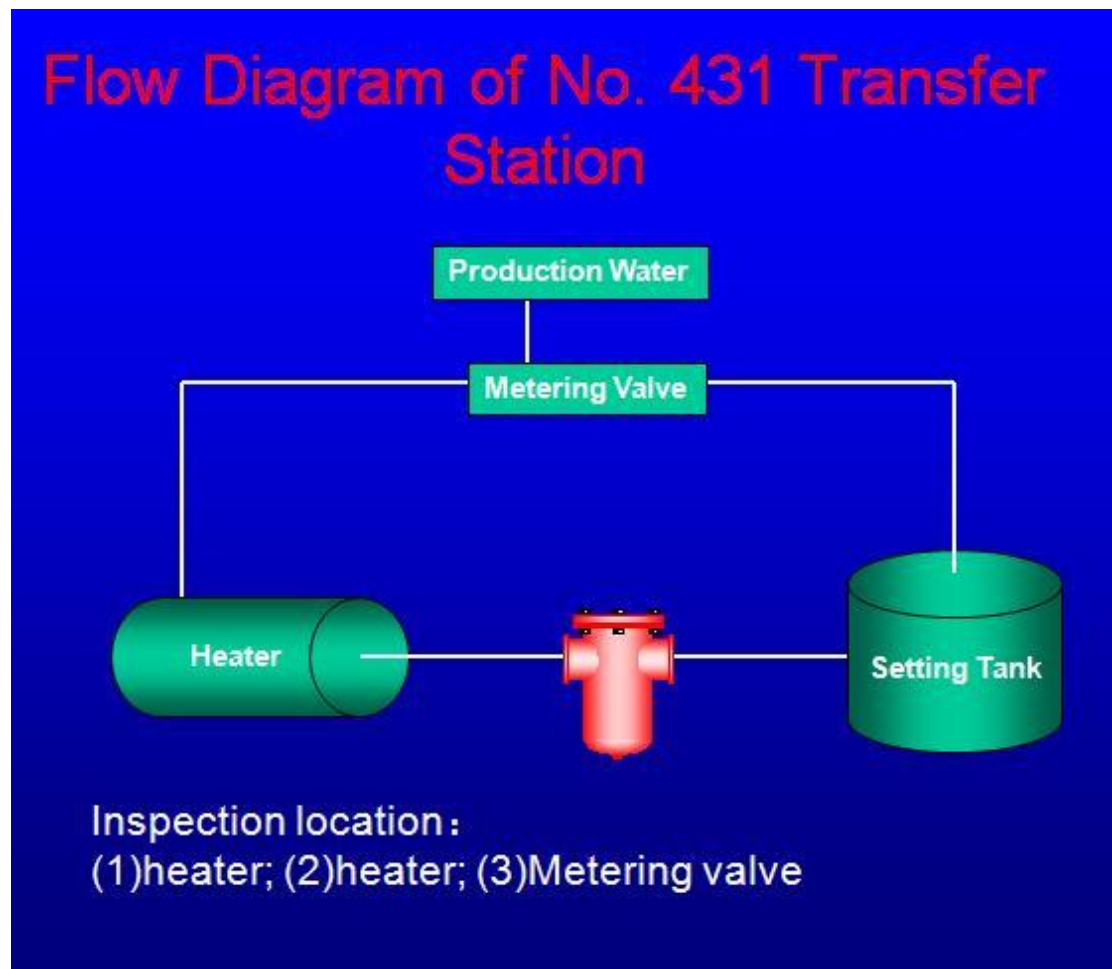 Flow Diagram of No. 431 Transfer
Station
Production Water
Metering Valve
Heater
Setting Tank
Inspection location：
(1)heater; (2)heater; (3)Metering valve